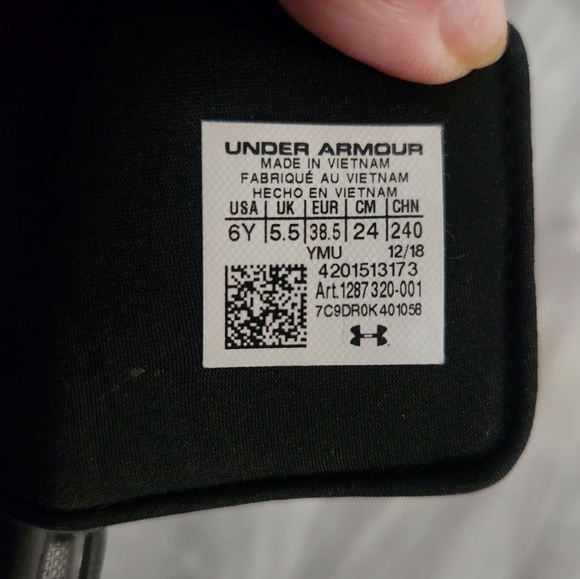 UNDER ARMOUR
MADE IN VIETNAM
FABRIQUÉ AU VIETNAM
HECHO EN VIETNAM
USA UK EUR CM CHN
6Y 5.5 38.5 24 240
YMU 12/18
4201513173
Art.1287320-001
7C9DR0K401058